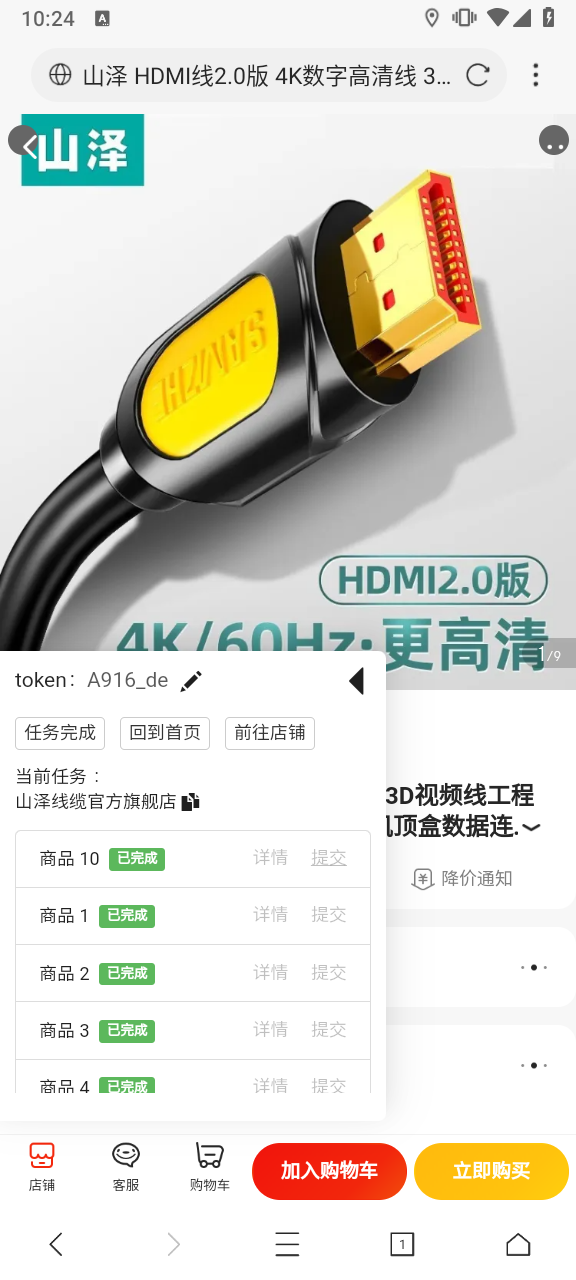 10:24
A
山泽 HDMI线2.0版 4K数字高清线 3...
山泽
SAMZHE
HDMI2.0版
4K/60Hz·更高清
1/9
token: A916_de
任务完成 回到首页 前往店铺
当前任务：
山泽线缆官方旗舰店
3D视频线工程
顶盒数据连.
降价通知
商品 10 已完成 详情 提交
商品 1 已完成 详情 提交
商品 2 已完成 详情 提交
商品 3 已完成 详情 提交
商品 4 已完成 详情 提交
店铺 客服 购物车 加入购物车 立即购买
1